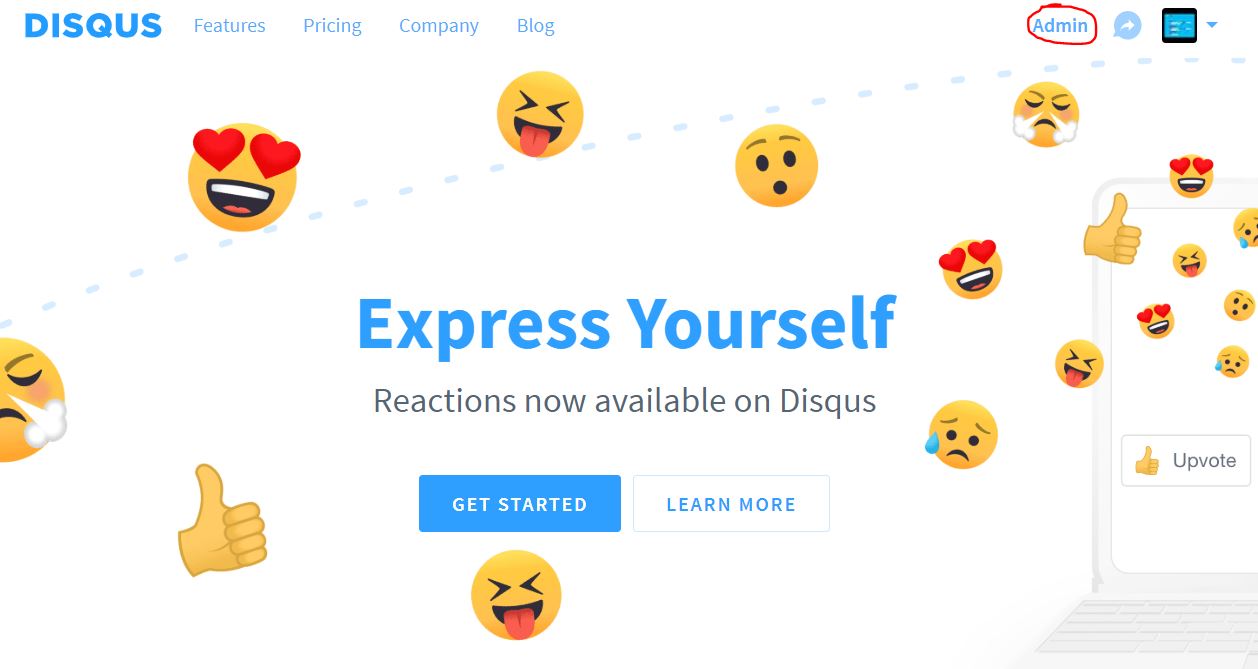 DISQUS Features Pricing Company Blog Admin
Express Yourself
Reactions now available on Disqus
GET STARTED LEARN MORE
Upvote